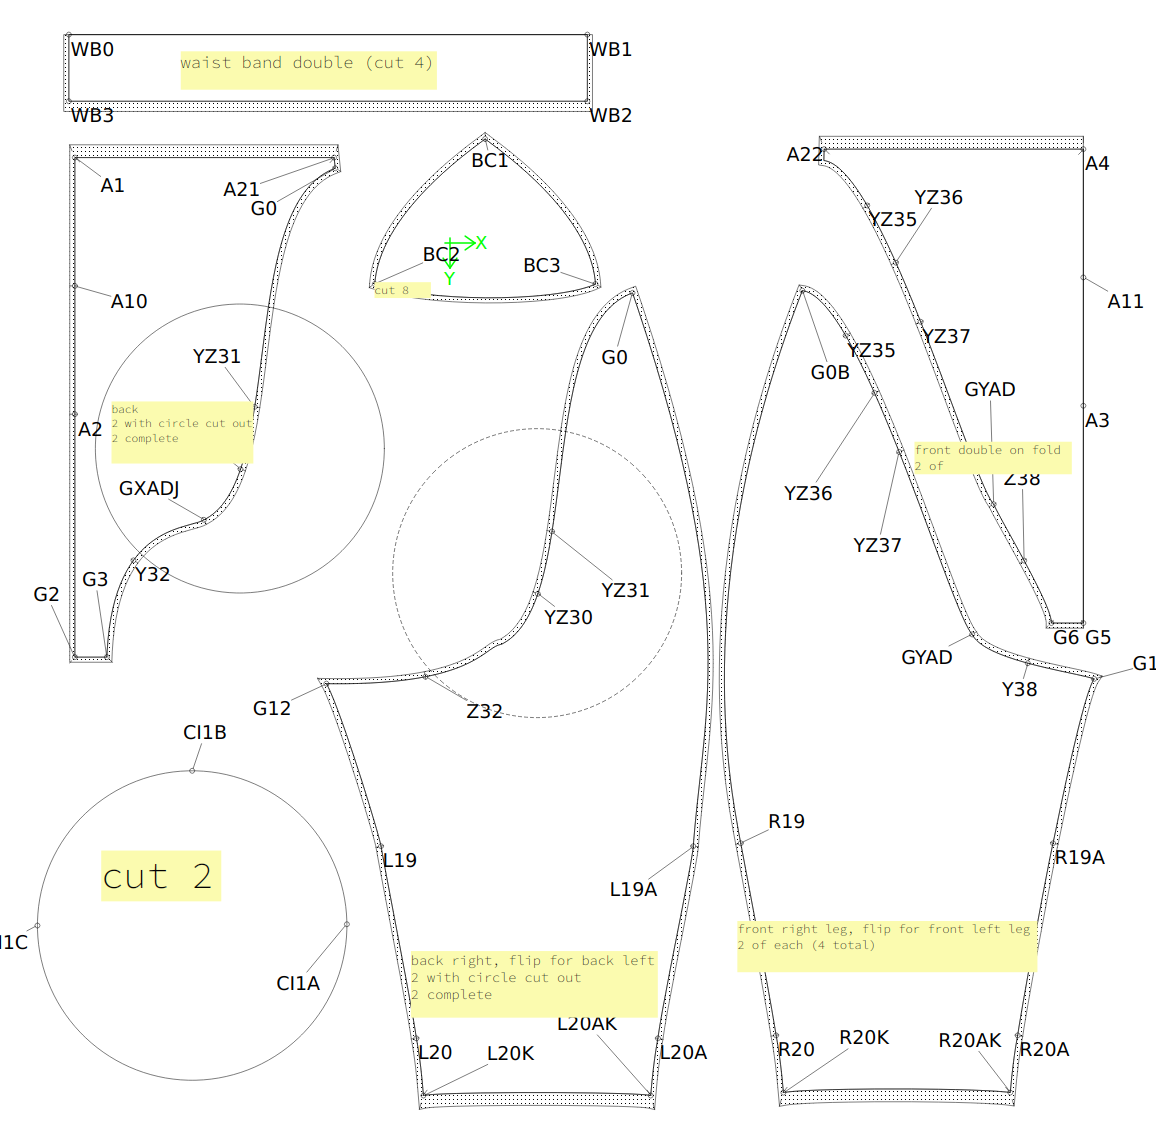 WB0
WB1
waist band double (cut 4)
WB3
WB2
A1
A21
G0
BC1
A22
A4
YZ36
YZ35
X
BC2
BC3
Y
cut 8
A10
A11
YZ31
G0
G0B
YZ35
YZ37
GYAD
back
2 with circle cut out
2 complete
A2
A3
front double on fold
2 of
Z38
GXADJ
YZ36
YZ37
G2
G3
Y32
YZ31
YZ30
G6
G5
GYAD
G1
Y38
G12
Z32
CI1B
R19
L19
R19A
cut 2
L19A
I1C
CI1A
front right leg, flip for front left leg
2 of each (4 total)
back right, flip for back left
2 with circle cut out
2 complete
L20AK
L20
L20K
L20A
R20
R20K
R20AK
R20A